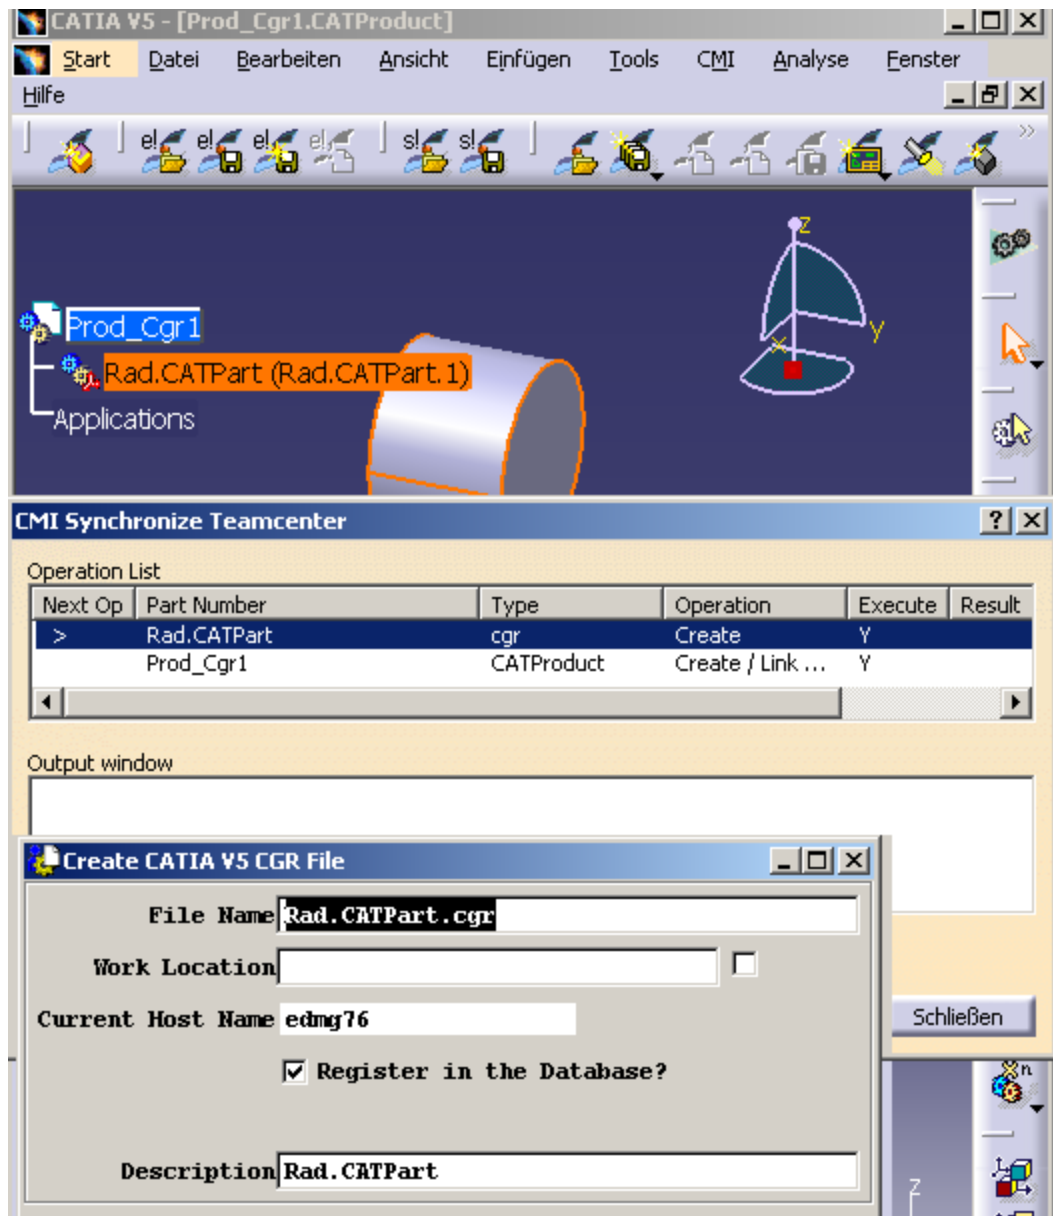 CATIA V5 - [Prod_Cgr1.CATProduct]
Start Datei Bearbeiten Ansicht Einfügen Tools CMI Analyse Fenster
Hilfe
e! e! e! e! s! s!
z
Prod_Cgr1
y
x
Rad.CATPart (Rad.CATPart.1)
Applications
CMI Synchronize Teamcenter
Operation List
Next Op Part Number Type Operation Execute Result
> Rad.CATPart cgr Create Y
Prod_Cgr1 CATProduct Create / Link ... Y
Output window
Create CATIA V5 CGR File
File Name Rad.CATPart.cgr
Work Location
Current Host Name edmg76
Schließen
Register in the Database?
Description Rad.CATPart
z